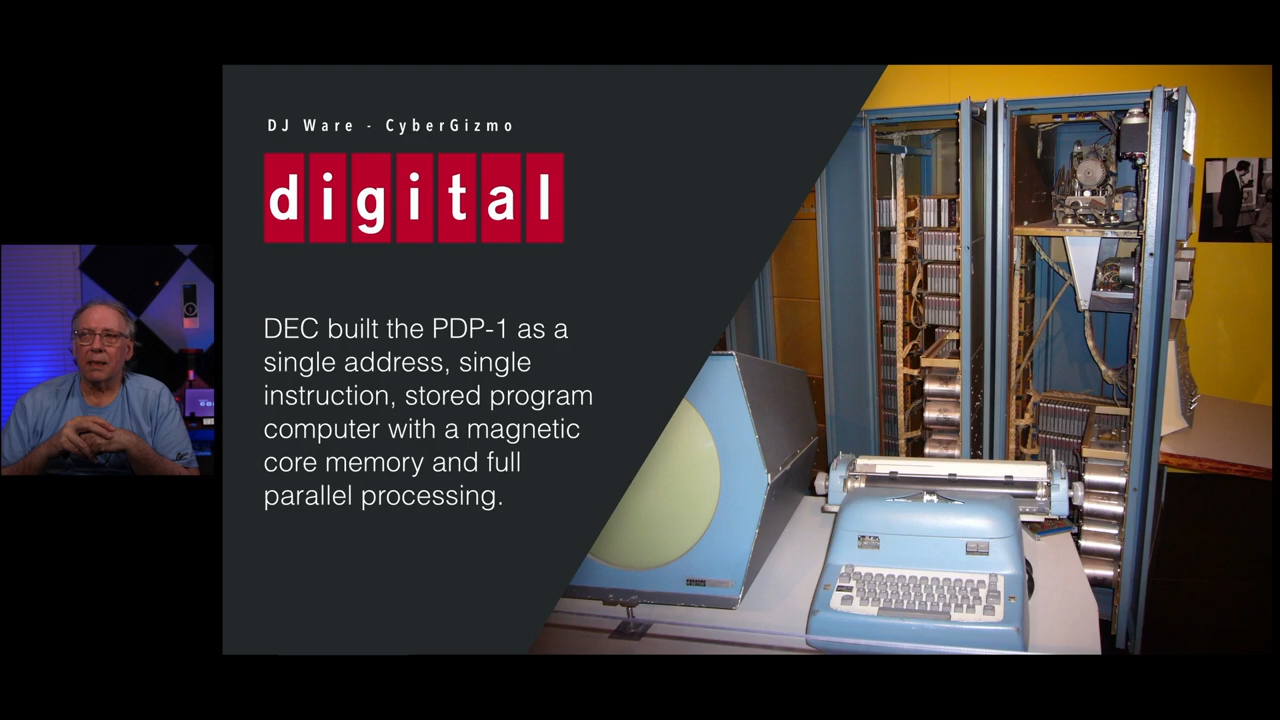 DJ Ware - CyberGizmo
digital
DEC built the PDP-1 as a
single address, single
instruction, stored program
computer with a magnetic
core memory and full
parallel processing.